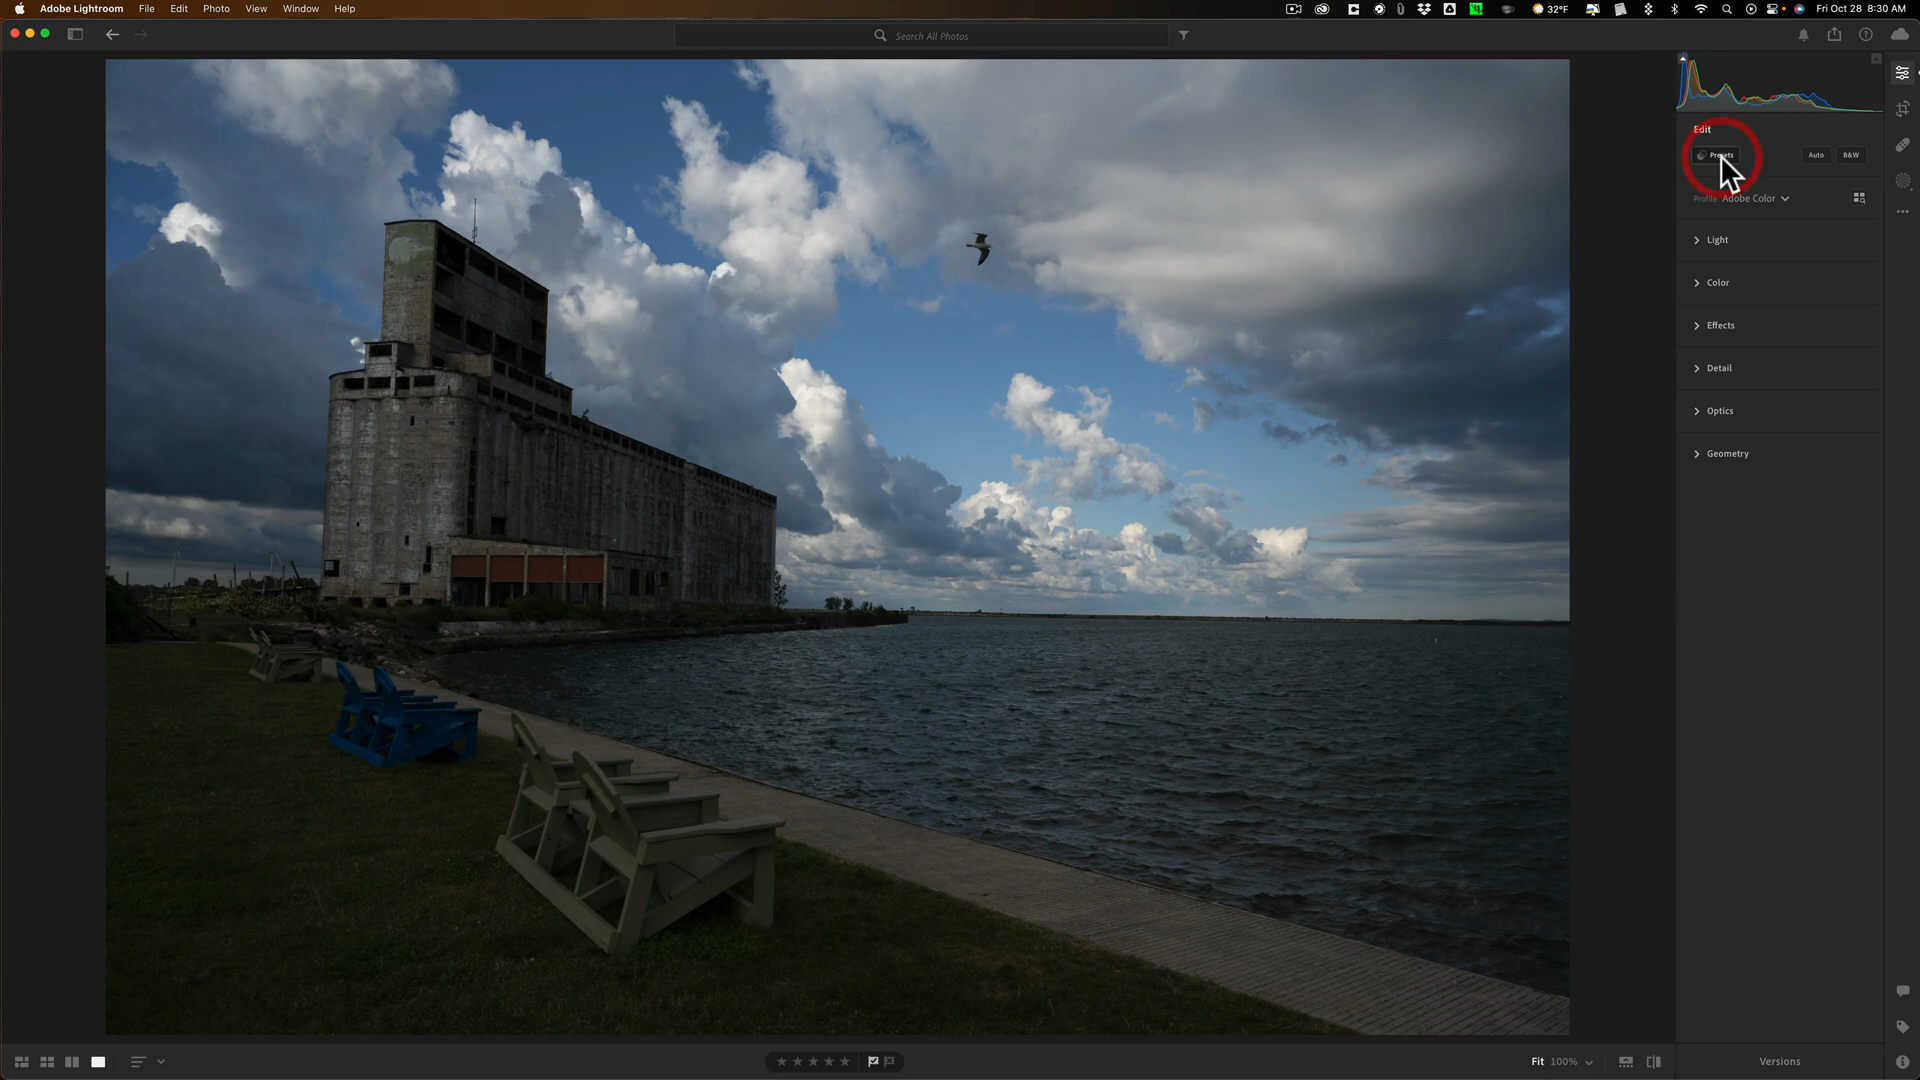 Adobe Lightroom File Edit Photo View Window Help 32°F Fri Oct 28 8:30 AM
Search All Photos
Edit
Presets Auto B&W
Profile Adobe Color
Light
Color
Effects
Detail
Optics
Geometry
Fit 100% Versions